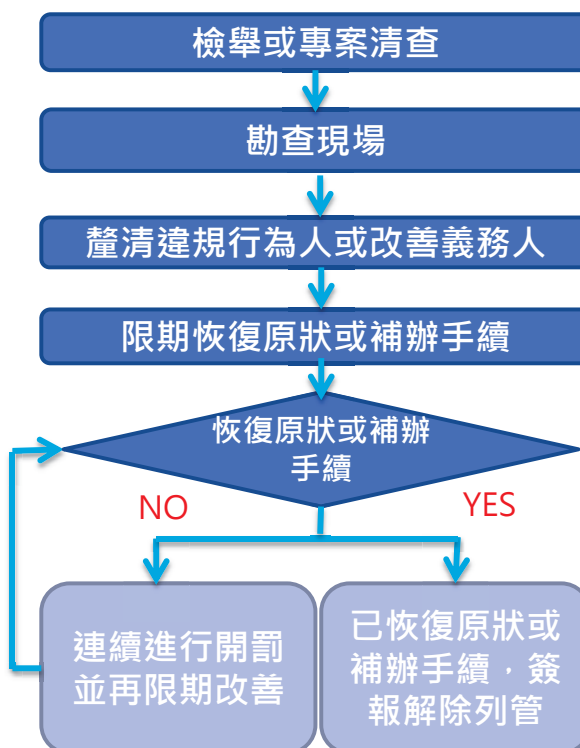 檢舉或專案清查
勘查現場
釐清違規行為人或改善義務人
限期恢復原狀或補辦手續
恢復原狀或補辦
手續
NO
YES
連續進行開罰
並再限期改善
已恢復原狀或
補辦手續，簽
報解除列管